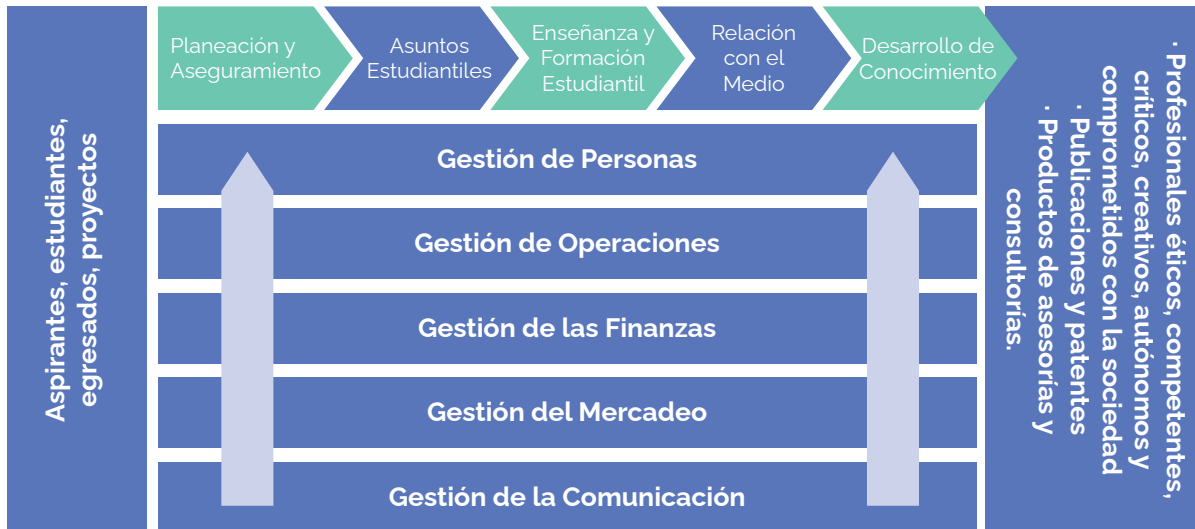 Aspirantes, estudiantes,
egresados, proyectos
Planeación y
Aseguramiento
Asuntos
Estudiantiles
Enseñanza y
Formación
Estudiantil
Relación
con el
Medio
Desarrollo de
Conocimiento
Gestión de Personas
Gestión de Operaciones
Gestión de las Finanzas
Gestión del Mercadeo
Gestión de la Comunicación
· Profesionales éticos, competentes,
críticos, creativos, autónomos y
comprometidos con la sociedad
· Publicaciones y patentes
· Productos de asesorías y
consultorías.